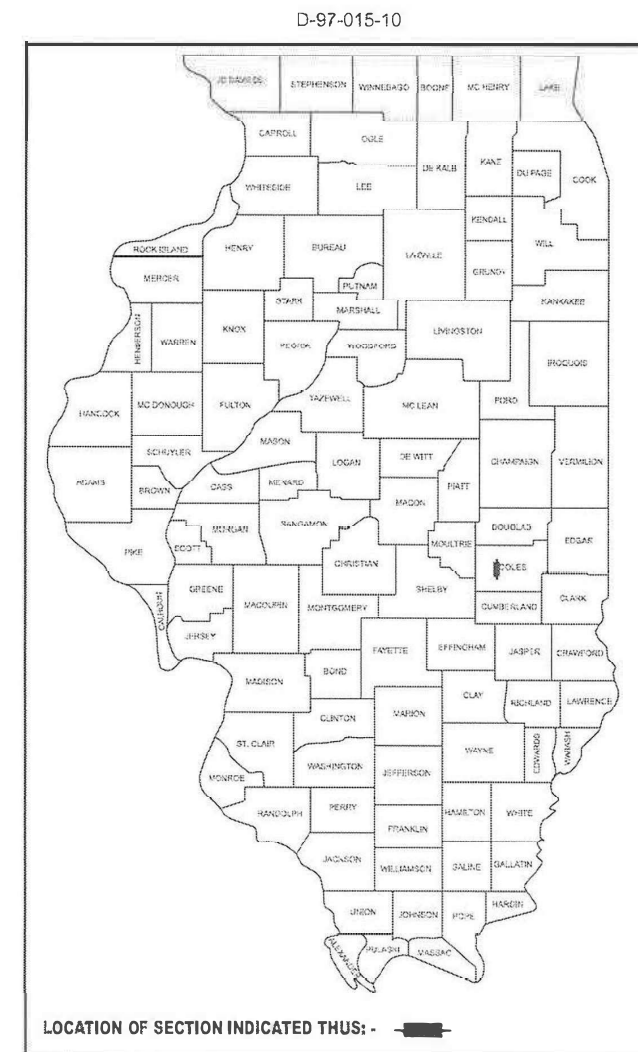 D-97-015-10
JO DAVIESS STEPHENSON WINNEBAGO BOONE MC HENRY LAKE
CARROLL OGLE DE KALB KANE DU PAGE COOK
WHITESIDE LEE KENDALL WILL
ROCK ISLAND HENRY BUREAU LA SALLE GRUNDY
MERCER PUTNAM KANKAKEE
STARK MARSHALL
HENDERSON WARREN KNOX PEORIA WOODFORD LIVINGSTON IROQUOIS
HANCOCK MC DONOUGH FULTON TAZEWELL MC LEAN FORD
MASON
ADAMS SCHUYLER LOGAN DE WITT CHAMPAIGN VERMILION
BROWN CASS MENARD MACON PIATT
PIKE SCOTT MORGAN SANGAMON MOULTRIE DOUGLAS EDGAR
CHRISTIAN COLES
CALHOUN GREENE MACOUPIN MONTGOMERY SHELBY CUMBERLAND CLARK
JERSEY
MADISON BOND FAYETTE EFFINGHAM JASPER CRAWFORD
CLINTON MARION CLAY RICHLAND LAWRENCE
ST. CLAIR WASHINGTON JEFFERSON WAYNE EDWARDS WABASH
MONROE
RANDOLPH PERRY FRANKLIN HAMILTON WHITE
JACKSON WILLIAMSON SALINE GALLATIN
UNION JOHNSON POPE HARDIN
ALEXANDER PULASKI MASSAC
LOCATION OF SECTION INDICATED THUS: -